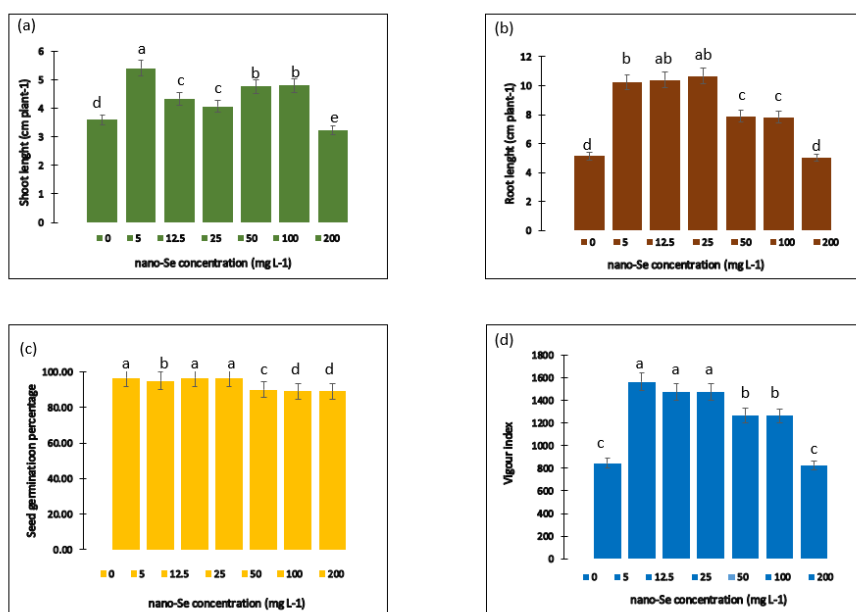 (a)
Shoot lenght (cm plant-1)
6
5
4
3
2
1
0
d a c c b b e
0 5 12.5 25 50 100 200
nano-Se concentration (mg L-1)
(b)
Root lenght (cm plant-1)
12
10
8
6
4
2
0
d b ab ab c c d
0 5 12.5 25 50 100 200
nano-Se concentration (mg L-1)
(c)
Seed germinatioon percentage
100.00
80.00
60.00
40.00
20.00
0.00
a b a a c d d
0 5 12.5 25 50 100 200
nano-Se concentration (mg L-1)
(d)
Vigour index
1800
1600
1400
1200
1000
800
600
400
200
0
c a a a b b c
0 5 12.5 25 50 100 200
nano-Se concentration (mg L-1)